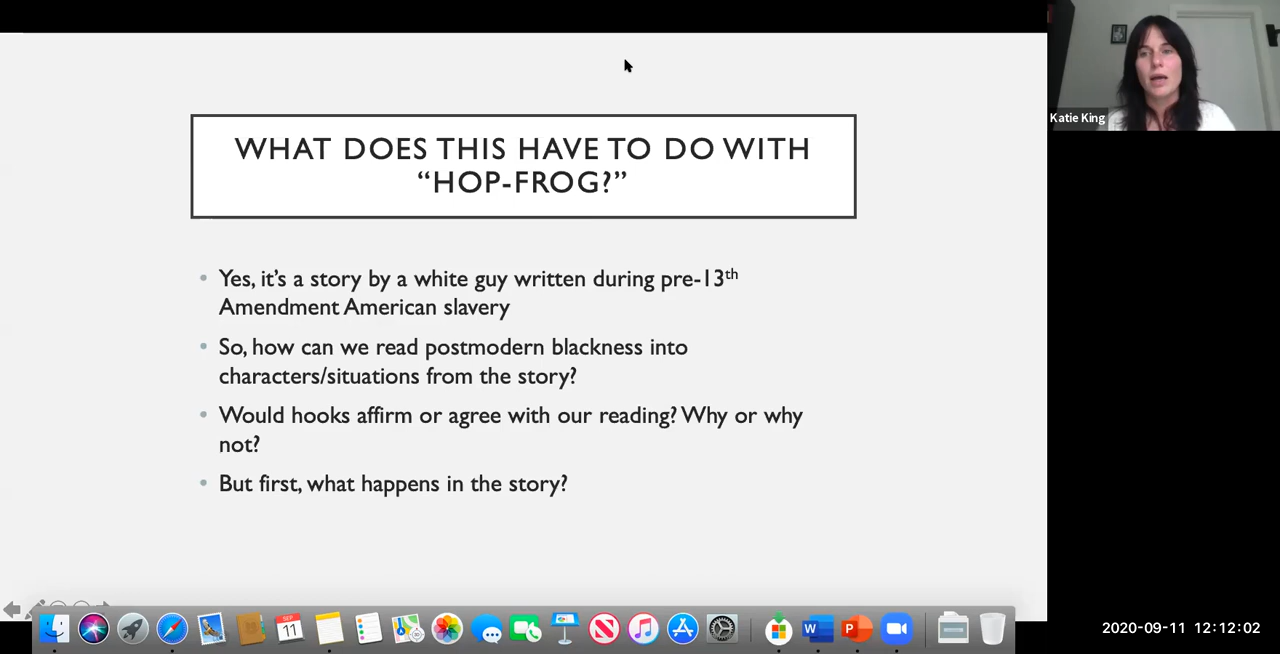 WHAT DOES THIS HAVE TO DO WITH
“HOP-FROG?”
• Yes, it’s a story by a white guy written during pre-13th
Amendment American slavery
• So, how can we read postmodern blackness into
characters/situations from the story?
• Would hooks affirm or agree with our reading? Why or why
not?
• But first, what happens in the story?
Katie King
SEP
11
W
P
2020-09-11 12:12:02